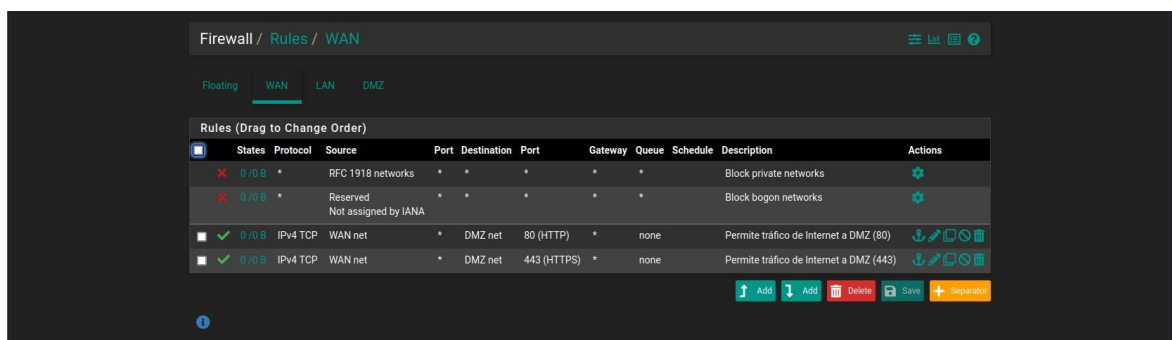 Firewall / Rules / WAN
Floating WAN LAN DMZ
Rules (Drag to Change Order)
States Protocol Source Port Destination Port Gateway Queue Schedule Description Actions
0 /0 B * RFC 1918 networks * * * * * Block private networks
0 /0 B * Reserved * * * * * Block bogon networks
Not assigned by IANA
0 /0 B IPv4 TCP WAN net * DMZ net 80 (HTTP) * none Permite tráfico de Internet a DMZ (80)
0 /0 B IPv4 TCP WAN net * DMZ net 443 (HTTPS) * none Permite tráfico de Internet a DMZ (443)
Add Add Delete Save Separator